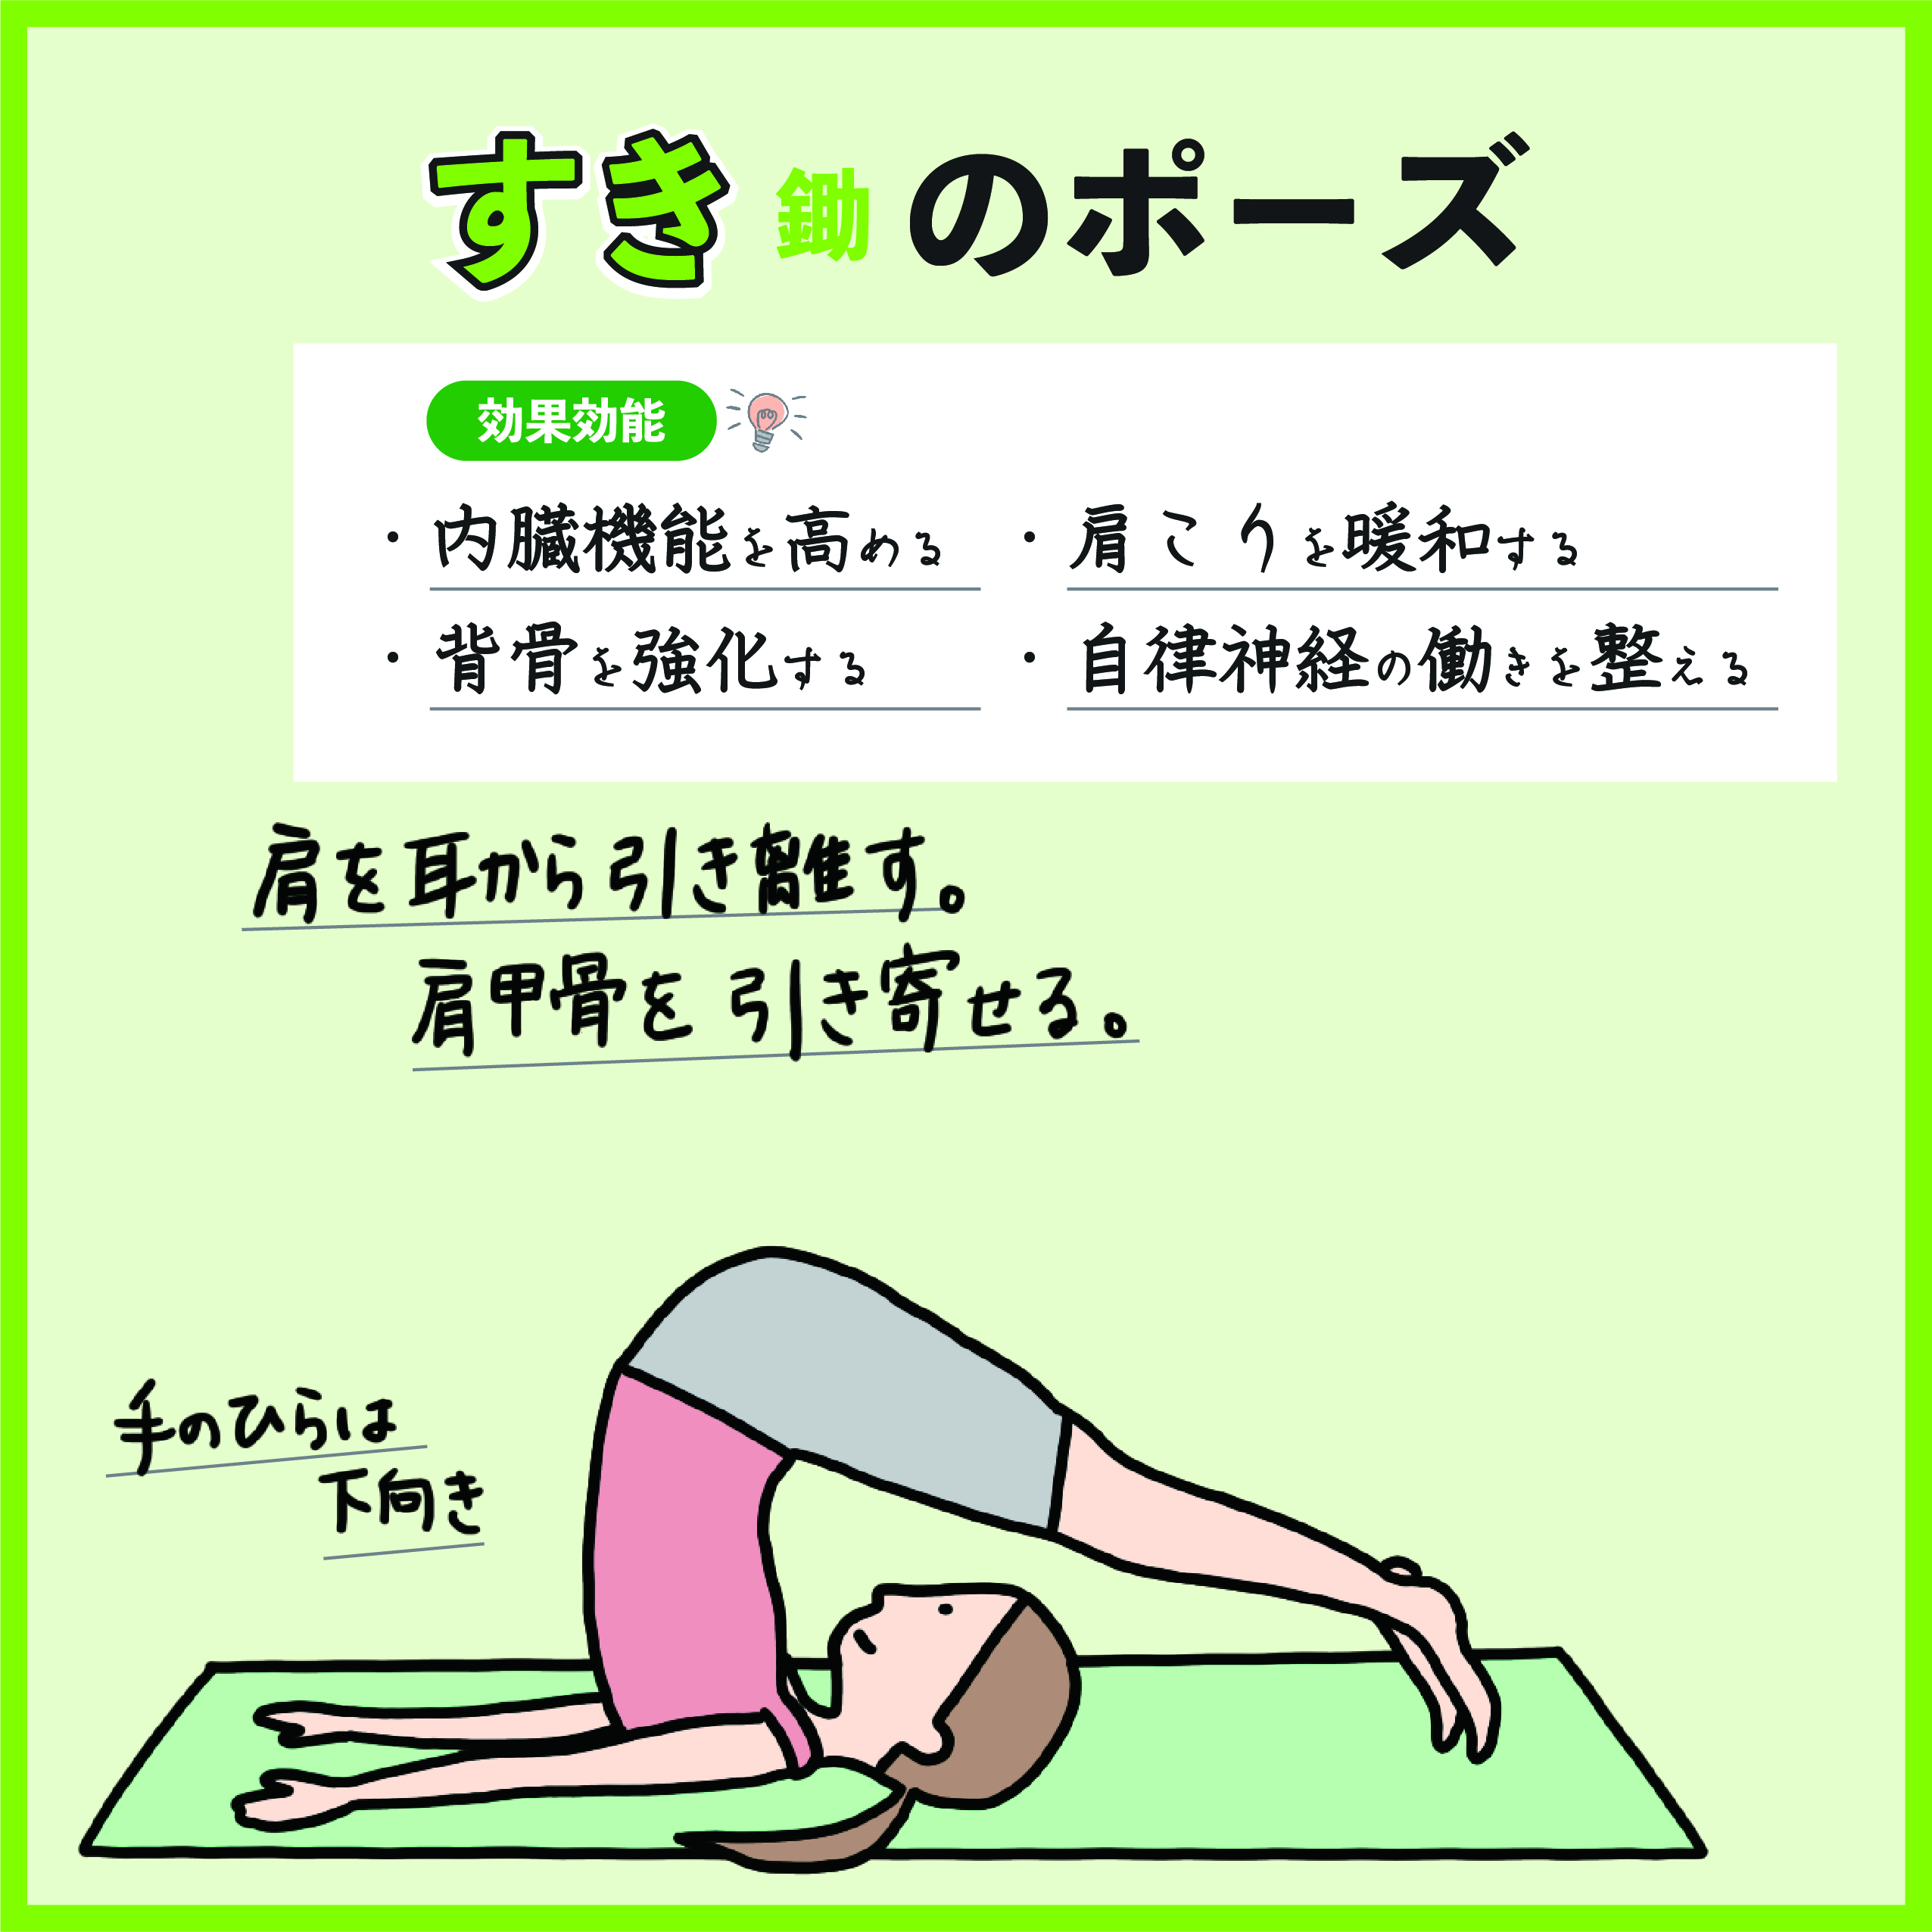 すき 鋤 のポーズ
効果効能
・内臓機能を高める
・肩こりを暖和する
・背骨を強化する
・自律神経の働きを整える
肩を耳から引き離す。
肩甲骨を引き寄せる。
手のひらは
下向き